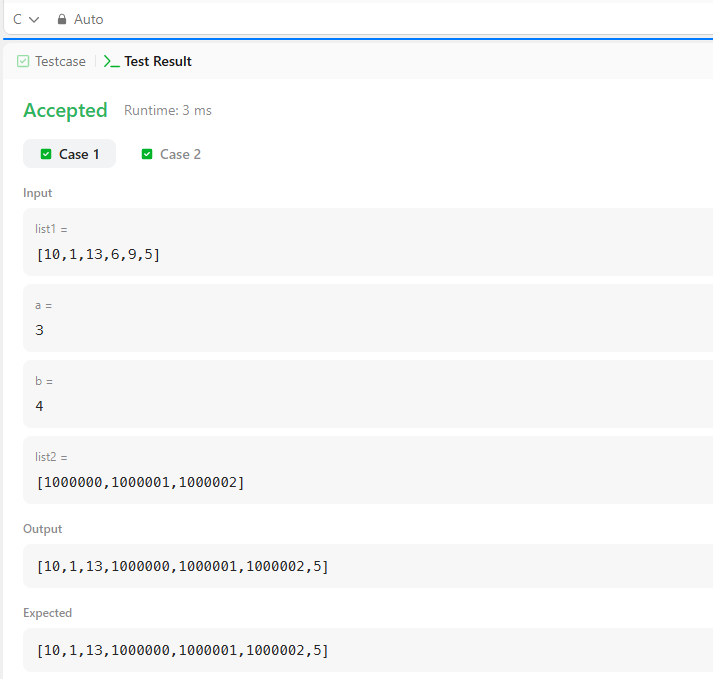 C Auto
Testcase Test Result
Accepted Runtime: 3 ms
Case 1 Case 2
Input
list1 =
[10,1,13,6,9,5]
a =
3
b =
4
list2 =
[1000000,1000001,1000002]
Output
[10,1,13,1000000,1000001,1000002,5]
Expected
[10,1,13,1000000,1000001,1000002,5]